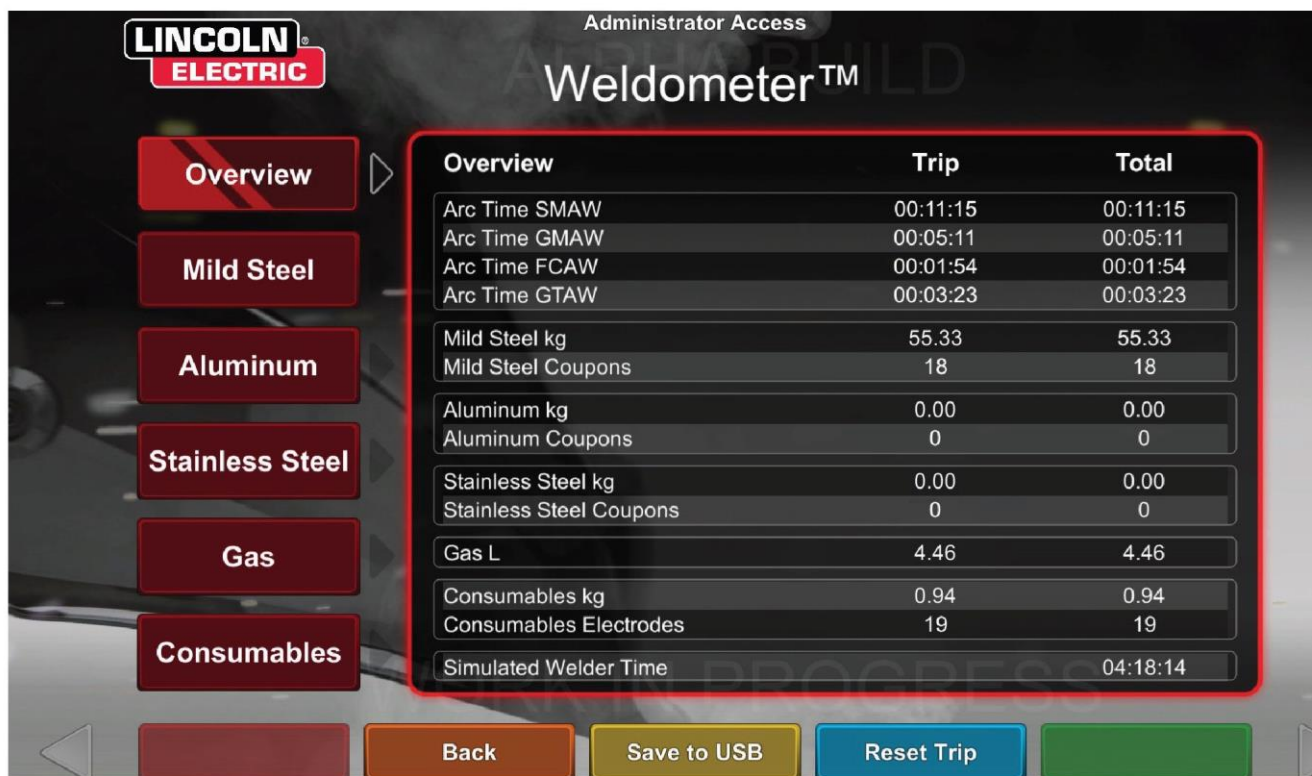 Administrator Access
LINCOLN®
ELECTRIC
ALPHA BUILD
Weldometer™
Overview
Mild Steel
Aluminum
Stainless Steel
Gas
Consumables
Overview Trip Total
Arc Time SMAW 00:11:15 00:11:15
Arc Time GMAW 00:05:11 00:05:11
Arc Time FCAW 00:01:54 00:01:54
Arc Time GTAW 00:03:23 00:03:23
Mild Steel kg 55.33 55.33
Mild Steel Coupons 18 18
Aluminum kg 0.00 0.00
Aluminum Coupons 0 0
Stainless Steel kg 0.00 0.00
Stainless Steel Coupons 0 0
Gas L 4.46 4.46
Consumables kg 0.94 0.94
Consumables Electrodes 19 19
Simulated Welder Time 04:18:14
WORK IN PROGRESS
Back Save to USB Reset Trip